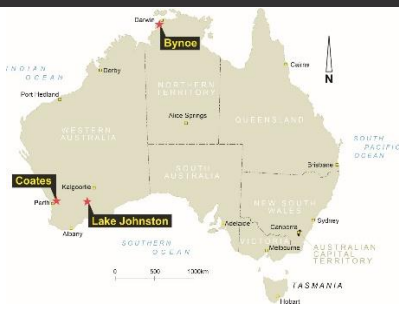 Darwin
Bynoe
INDIAN
OCEAN
Derby
Cairns
N
Port Hedland
NORTHERN
TERRITORY
Alice Springs
QUEENSLAND
WESTERN
AUSTRALIA
SOUTH
PACIFIC
OCEAN
SOUTH
AUSTRALIA
Brisbane
Coates
Kalgoorlie
Perth
NEW SOUTH
WALES
Lake Johnston
Adelaide
Sydney
Canberra
Albany
SOUTHERN
OCEAN
VICTORIA
Melbourne
AUSTRALIAN
CAPITAL
TERRITORY
0 500 1000km
TASMANIA
Hobart